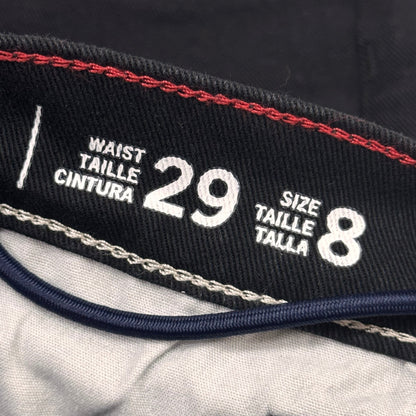 WAIST
TAILLE
CINTURA
29
SIZE
TAILLE
TALLA
8